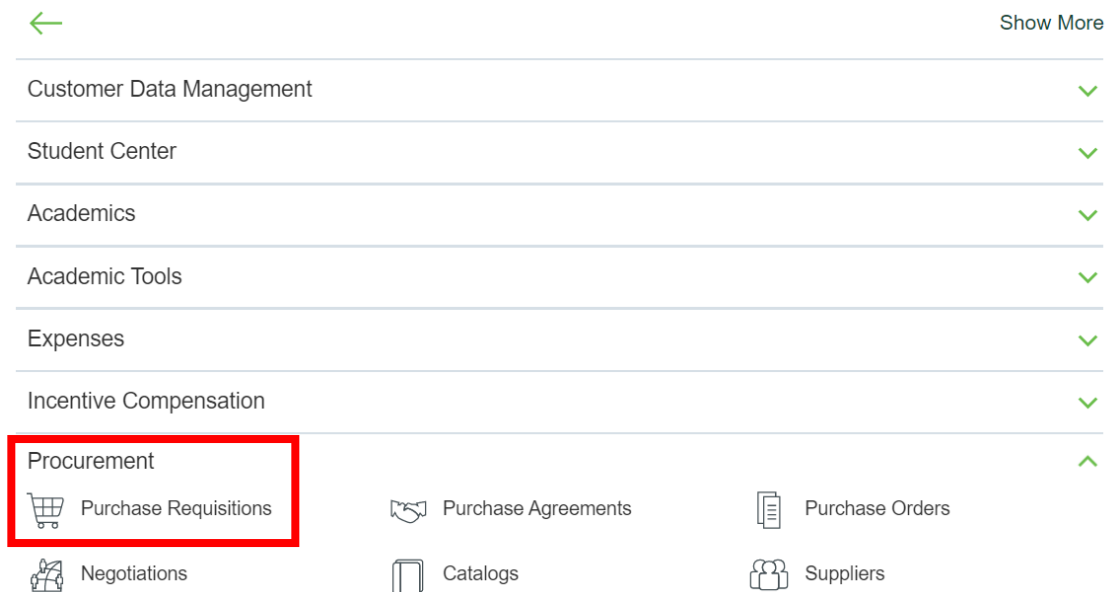 Show More
Customer Data Management
Student Center
Academics
Academic Tools
Expenses
Incentive Compensation
Procurement
Purchase Requisitions Purchase Agreements Purchase Orders
Negotiations Catalogs Suppliers